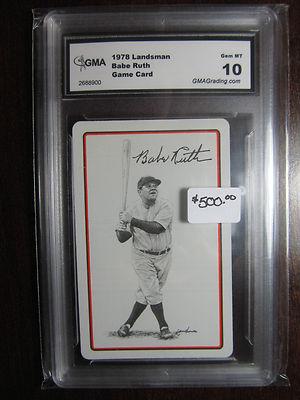 GMA
2688900
1978 Landsman
Babe Ruth
Game Card
Gem MT
10
GMAGrading.com
Babe Ruth
$500.00